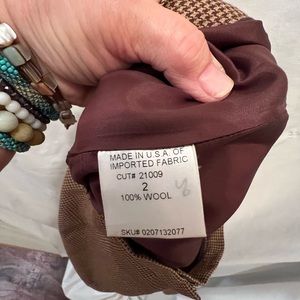 MADE IN U.S.A. OF
IMPORTED FABRIC
CUT# 21009
2
100% WOOL
SKU# 0207132077